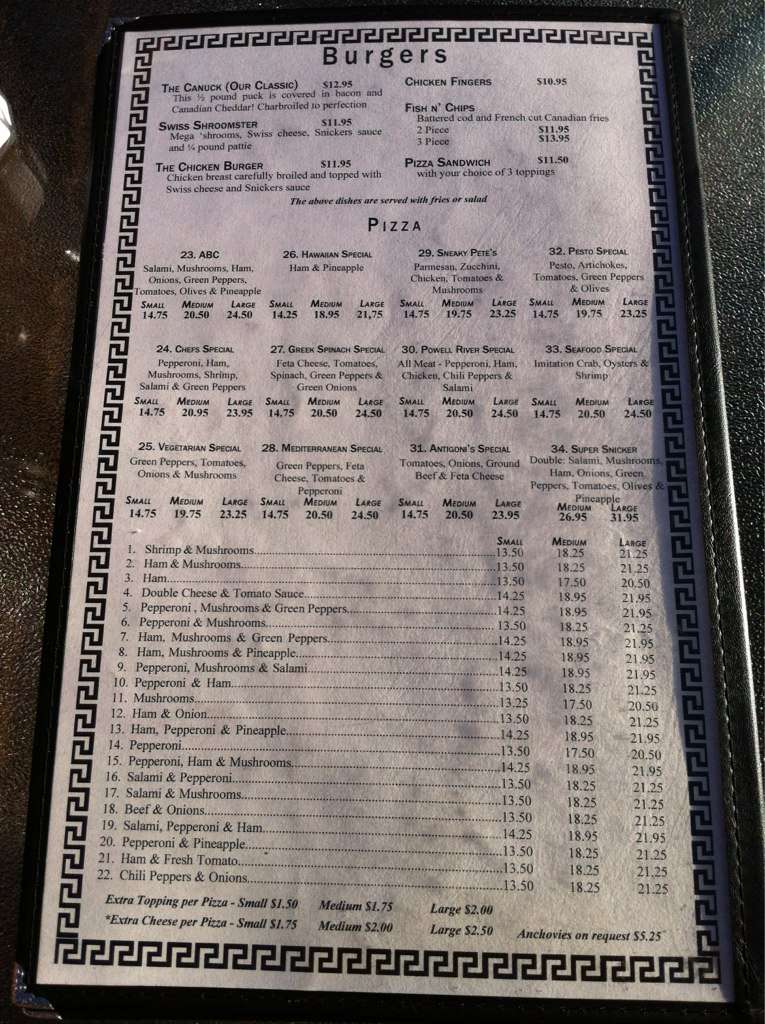 Burgers
THE CANUCK (OUR CLASSIC) $12.95
This ½ pound puck is covered in bacon and
Canadian Cheddar! Charbroiled to perfection
SWISS SHROOMSTER $11.95
Mega 'shrooms, Swiss cheese, Snickers sauce
and ¼ pound pattie
THE CHICKEN BURGER $11.95
Chicken breast carefully broiled and topped with
Swiss cheese and Snickers sauce
CHICKEN FINGERS $10.95
FISH N' CHIPS
Battered cod and French cut Canadian fries
2 Piece $11.95
3 Piece $13.95
PIZZA SANDWICH $11.50
with your choice of 3 toppings
The above dishes are served with fries or salad
PIZZA
23. ABC
Salami, Mushrooms, Ham,
Onions, Green Peppers,
Tomatoes, Olives & Pineapple
SMALL MEDIUM LARGE
14.75 20.50 24.50
26. HAWAIIAN SPECIAL
Ham & Pineapple
SMALL MEDIUM LARGE
14.25 18.95 21,75
29. SNEAKY PETE'S
Parmesan, Zucchini,
Chicken, Tomatoes &
Mushrooms
SMALL MEDIUM LARGE
14.75 19.75 23.25
32. PESTO SPECIAL
Pesto, Artichokes,
Tomatoes, Green Peppers
& Olives
SMALL MEDIUM LARGE
14.75 19.75 23.25
24. CHEFS SPECIAL
Pepperoni, Ham,
Mushrooms, Shrimp,
Salami & Green Peppers
SMALL MEDIUM LARGE
14.75 20.95 23.95
27. GREEK SPINACH SPECIAL
Feta Cheese, Tomatoes,
Spinach, Green Peppers &
Green Onions
SMALL MEDIUM LARGE
14.75 20.50 24.50
30. POWELL RIVER SPECIAL
All Meat - Pepperoni, Ham,
Chicken, Chili Peppers &
Salami
SMALL MEDIUM LARGE
14.75 20.50 24.50
33. SEAFOOD SPECIAL
Imitation Crab, Oysters &
Shrimp
SMALL MEDIUM LARGE
14.75 20.50 24.50
25. VEGETARIAN SPECIAL
Green Peppers, Tomatoes,
Onions & Mushrooms
SMALL MEDIUM LARGE
14.75 19.75 23.25
28. MEDITERRANEAN SPECIAL
Green Peppers, Feta
Cheese, Tomatoes &
Pepperoni
SMALL MEDIUM LARGE
14.75 20.50 24.50
31. ANTIGONI'S SPECIAL
Tomatoes, Onions, Ground
Beef & Feta Cheese
SMALL MEDIUM LARGE
14.75 20.50 23.95
34. SUPER SNICKER
Double: Salami, Mushrooms,
Ham, Onions, Green
Peppers, Tomatoes, Olives &
Pineapple
MEDIUM LARGE
26.95 31.95
SMALL MEDIUM LARGE
1. Shrimp & Mushrooms 13.50 18.25 21.25
2. Ham & Mushrooms 13.50 18.25 21.25
3. Ham 13.50 17.50 20.50
4. Double Cheese & Tomato Sauce 14.25 18.95 21.95
5. Pepperoni , Mushrooms & Green Peppers 14.25 18.95 21.95
6. Pepperoni & Mushrooms 13.50 18.25 21.25
7. Ham, Mushrooms & Green Peppers 14.25 18.95 21.95
8. Ham, Mushrooms & Pineapple 14.25 18.95 21.95
9. Pepperoni, Mushrooms & Salami 14.25 18.95 21.95
10. Pepperoni & Ham 13.50 18.25 21.25
11. Mushrooms 13.25 17.50 20.50
12. Ham & Onion 13.50 18.25 21.25
13. Ham, Pepperoni & Pineapple 14.25 18.95 21.95
14. Pepperoni 13.50 17.50 20.50
15. Pepperoni, Ham & Mushrooms 14.25 18.95 21.95
16. Salami & Pepperoni 13.50 18.25 21.25
17. Salami & Mushrooms 13.50 18.25 21.25
18. Beef & Onions 13.50 18.25 21.25
19. Salami, Pepperoni & Ham 14.25 18.95 21.95
20. Pepperoni & Pineapple 13.50 18.25 21.25
21. Ham & Fresh Tomato 13.50 18.25 21.25
22. Chili Peppers & Onions 13.50 18.25 21.25
Extra Topping per Pizza - Small $1.50 Medium $1.75 Large $2.00
*Extra Cheese per Pizza - Small $1.75 Medium $2.00 Large $2.50 Anchovies on request $5.25